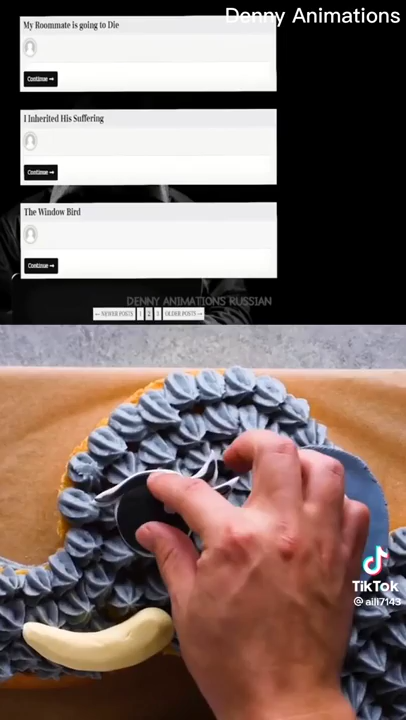 Denny Animations
My Roommate is going to Die
Continue →
I Inherited His Suffering
Continue →
The Window Bird
Continue →
DENNY ANIMATIONS RUSSIAN
← NEWER POSTS 1 2 3 OLDER POSTS →
TikTok
@ aili7143